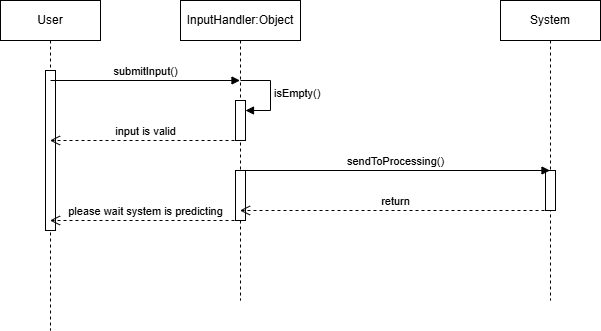 User
InputHandler:Object
System
submitInput()
isEmpty()
input is valid
sendToProcessing()
return
please wait system is predicting